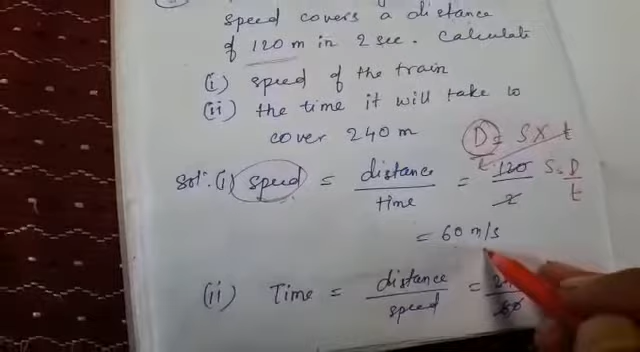 speed covers a distance
of 120 m in 2 sec. Calculate
(i) speed of the train
(ii) the time it will take to
cover 240 m
D = S x t
t
Sol: (i) speed = distance / time = 120 / 2
S = D / t
= 60 m/s
(ii) Time = distance / speed =